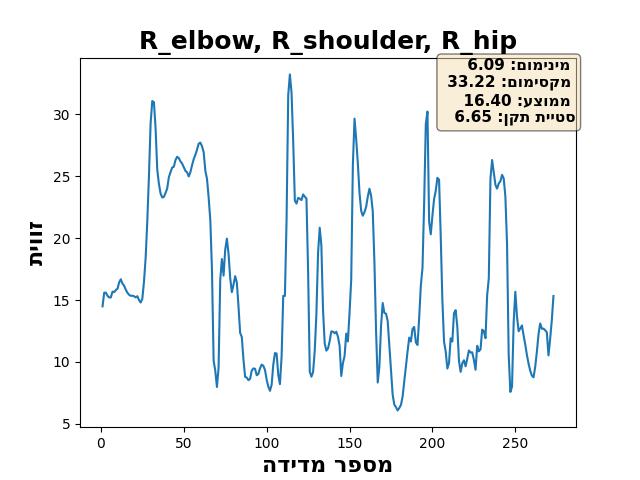 R_elbow, R_shoulder, R_hip
מינימום: 6.09
מקסימום: 33.22
ממוצע: 16.40
סטיית תקן: 6.65
זווית
30
25
20
15
10
5
0 50 100 150 200 250
מספר מדידה